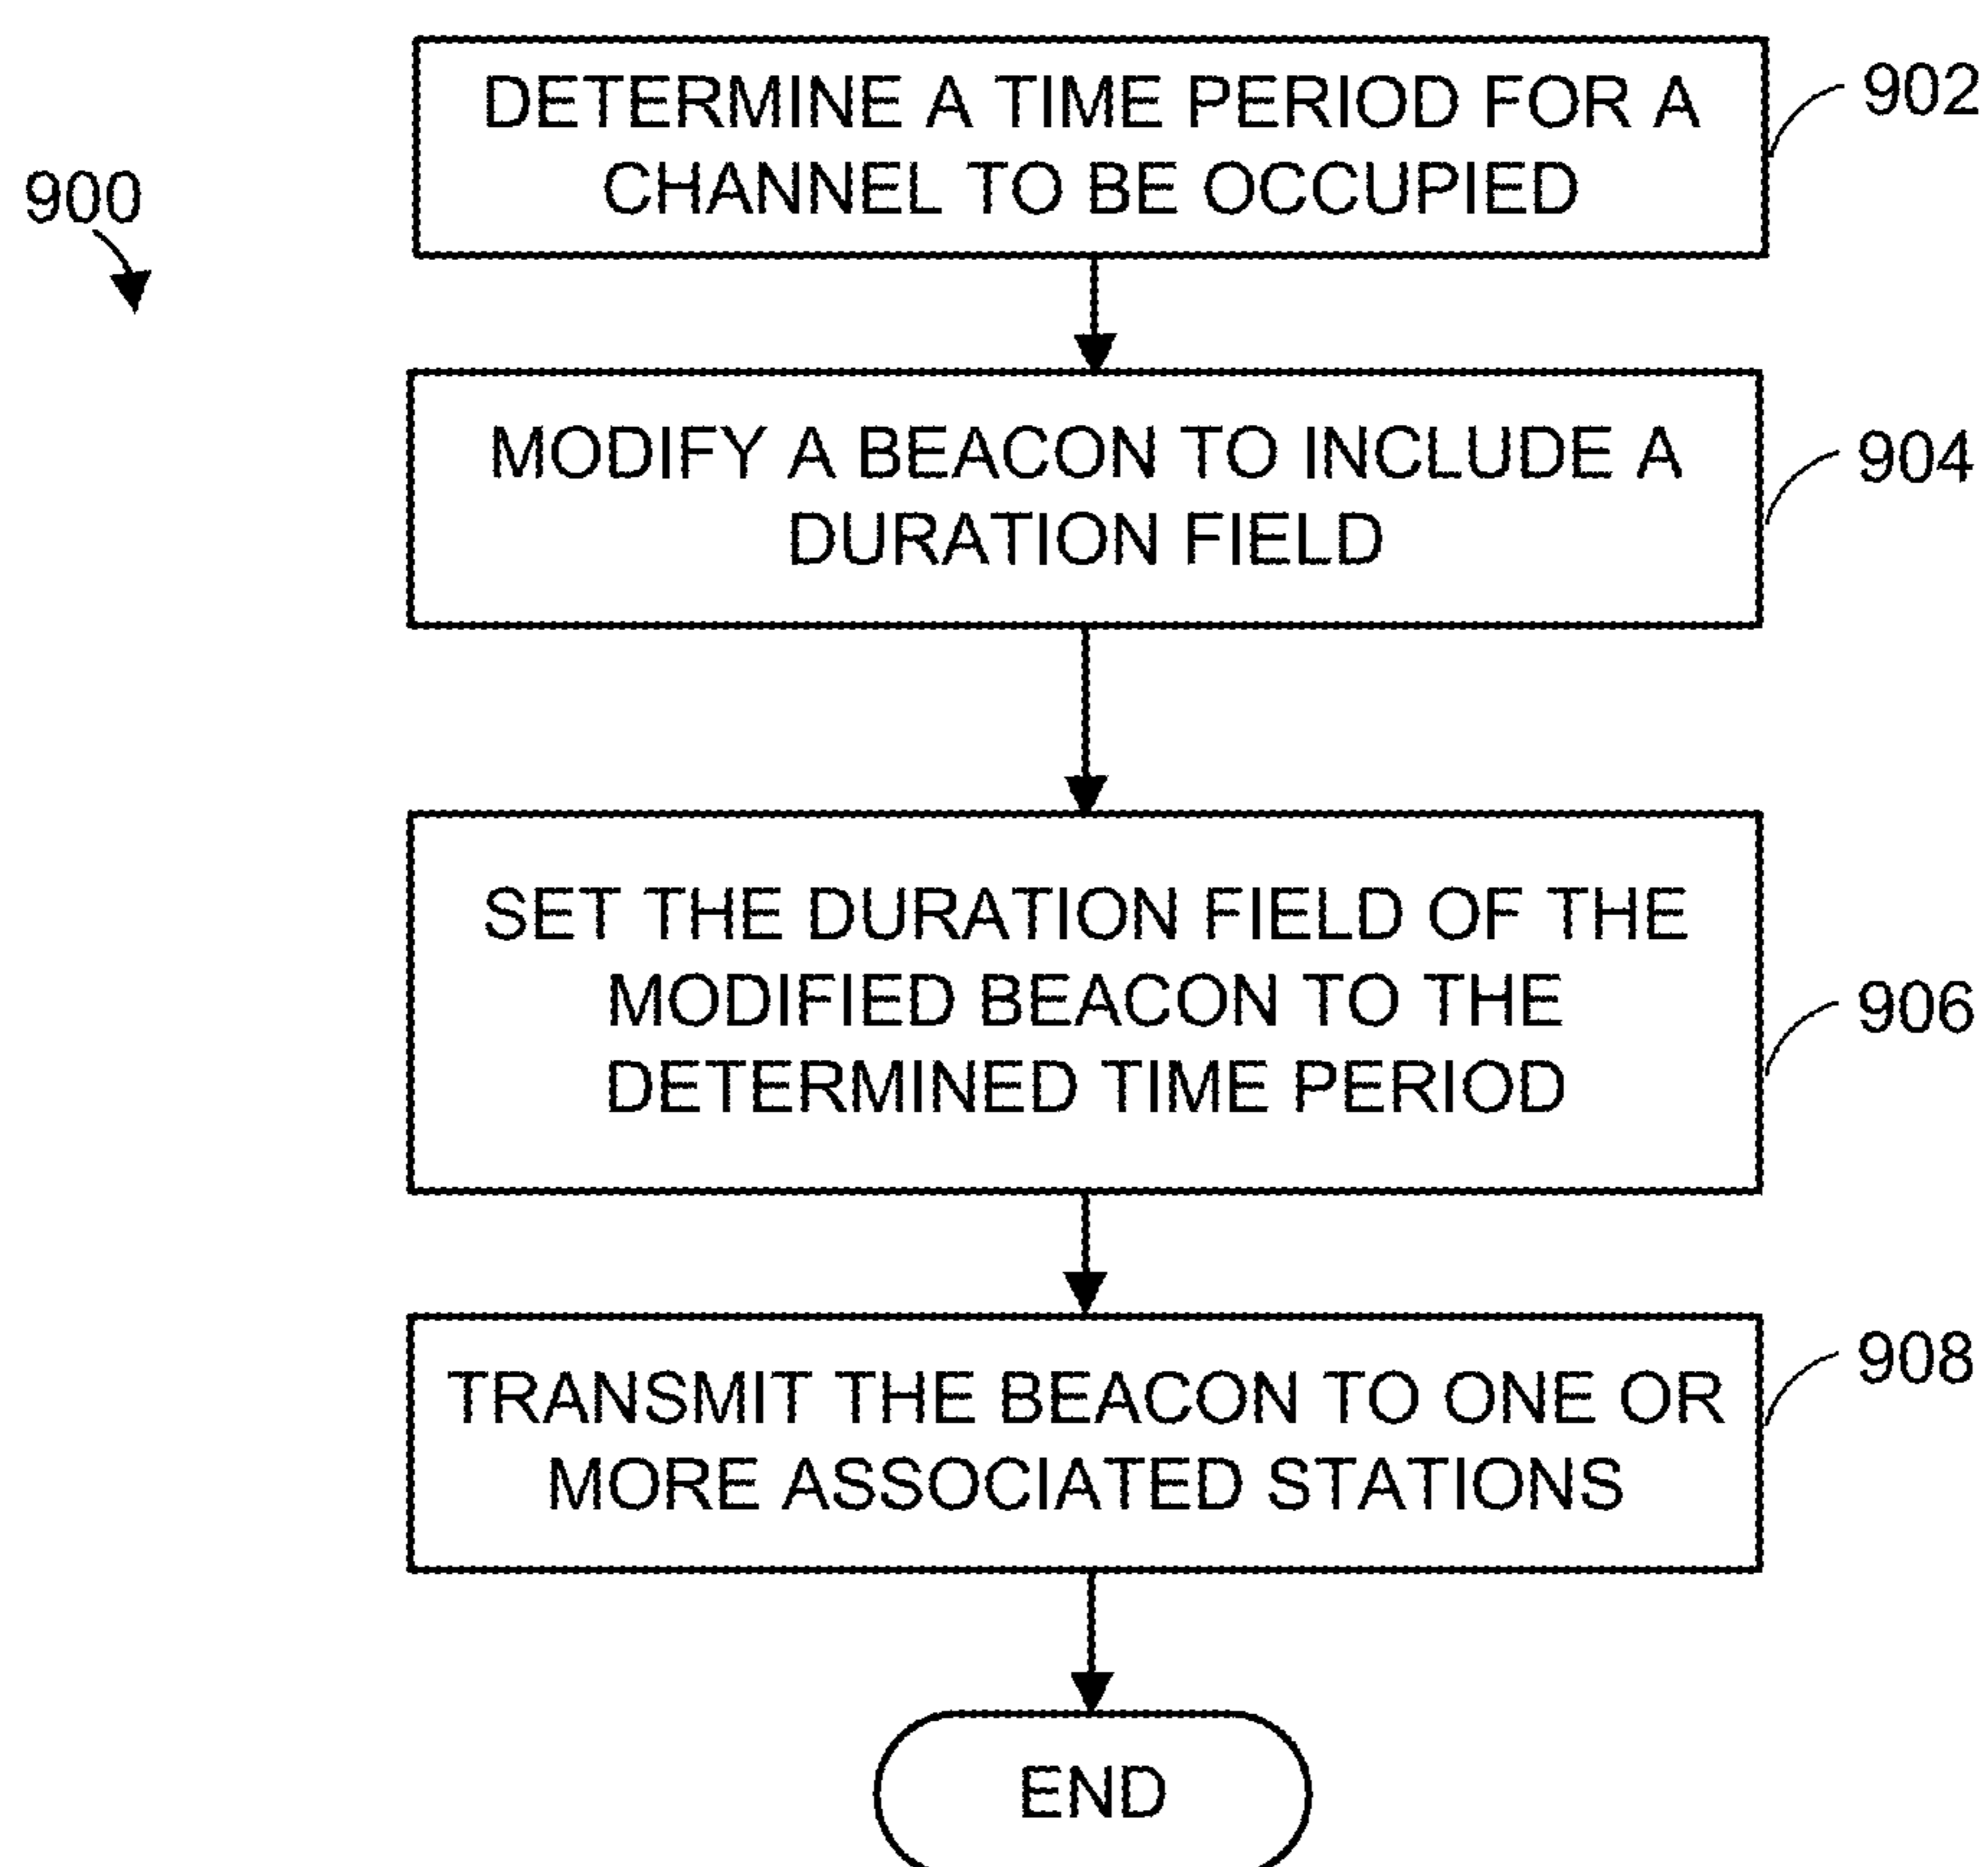 900
DETERMINE A TIME PERIOD FOR A
CHANNEL TO BE OCCUPIED
902
MODIFY A BEACON TO INCLUDE A
DURATION FIELD
904
SET THE DURATION FIELD OF THE
MODIFIED BEACON TO THE
DETERMINED TIME PERIOD
906
TRANSMIT THE BEACON TO ONE OR
MORE ASSOCIATED STATIONS
908
END